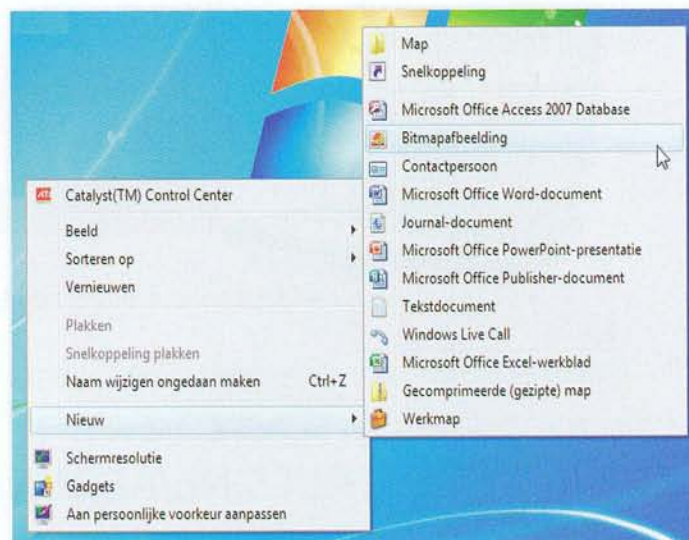 Catalyst(TM) Control Center
Beeld
Sorteren op
Vernieuwen
Plakken
Snelkoppeling plakken
Naam wijzigen ongedaan maken Ctrl+Z
Nieuw
Schermresolutie
Gadgets
Aan persoonlijke voorkeur aanpassen
Map
Snelkoppeling
Microsoft Office Access 2007 Database
Bitmapafbeelding
Contactpersoon
Microsoft Office Word-document
Journal-document
Microsoft Office PowerPoint-presentatie
Microsoft Office Publisher-document
Tekstdocument
Windows Live Call
Microsoft Office Excel-werkblad
Gecomprimeerde (gezipte) map
Werkmap